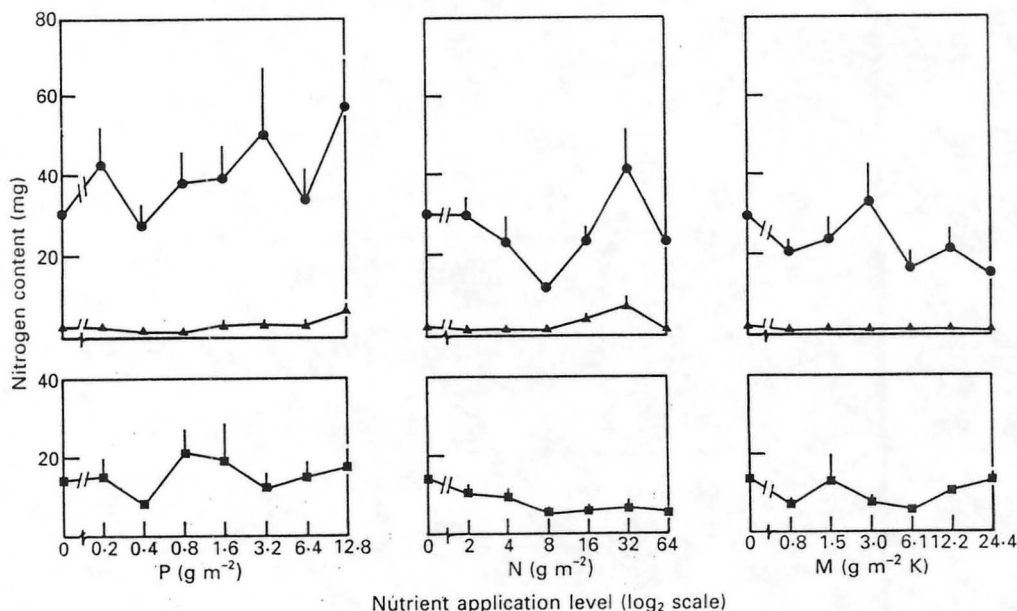 80
60
40
20
Nitrogen content (mg)
40
20
0 0·2 0·4 0·8 1·6 3·2 6·4 12·8
P (g m⁻²)
0 2 4 8 16 32 64
N (g m⁻²)
0 0·8 1·5 3·0 6·1 12·2 24·4
M (g m⁻² K)
Nutrient application level (log₂ scale)